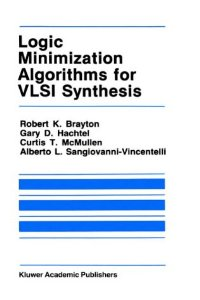 Logic
Minimization
Algorithms for
VLSI Synthesis
Robert K. Brayton
Gary D. Hachtel
Curtis T. McMullen
Alberto L. Sangiovanni-Vincentelli
Kluwer Academic Publishers